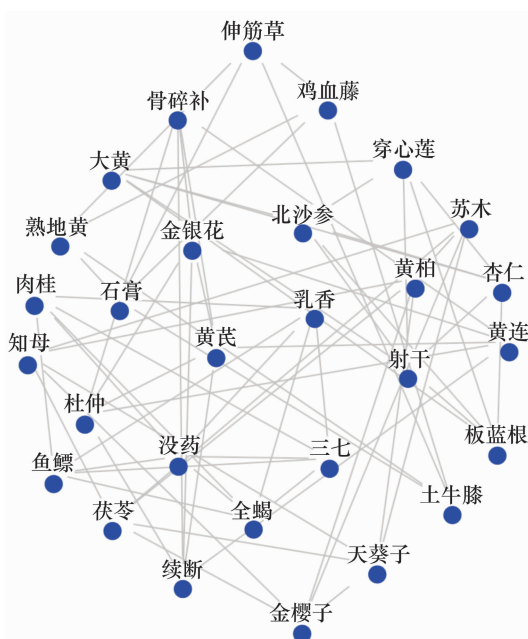 伸筋草
鸡血藤
骨碎补
穿心莲
大黄
苏木
北沙参
熟地黄
金银花
黄柏
杏仁
肉桂
石膏
乳香
黄连
知母
黄芪
射干
杜仲
板蓝根
没药
三七
鱼鳔
土牛膝
茯苓
全蝎
天葵子
续断
金樱子